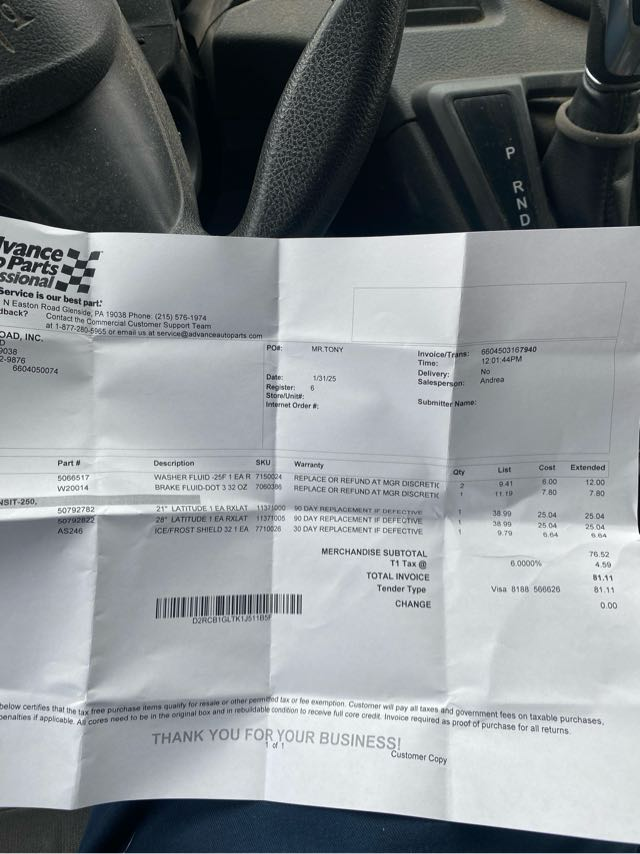 P
R
N
D
vance
o Parts
ssional
Service is our best part.
N Easton Road Glenside, PA 19038 Phone: (215) 576-1974
dback? Contact the Commercial Customer Support Team
at 1-877-280-5965 or email us at service@advanceautoparts.com
OAD, INC.
D
9038
2-9876
6604050074
PO#: MR.TONY
Date: 1/31/25
Register: 6
Store/Unit#:
Internet Order #:
Invoice/Trans: 6604503167940
Time: 12:01:44PM
Delivery: No
Salesperson: Andrea
Submitter Name:
Part # Description SKU Warranty Qty List Cost Extended
5066517 WASHER FLUID -25F 1 EA R 7150024 REPLACE OR REFUND AT MGR DISCRETIC 2 9.41 6.00 12.00
W20014 BRAKE FLUID-DOT 3 32 OZ 7060386 REPLACE OR REFUND AT MGR DISCRETIC 1 11.19 7.80 7.80
NSIT-250,
50792782 21" LATITUDE 1 EA RXLAT 11371000 90 DAY REPLACEMENT IF DEFECTIVE 1 38.99 25.04 25.04
50792822 28" LATITUDE 1 EA RXLAT 11371005 90 DAY REPLACEMENT IF DEFECTIVE 1 38.99 25.04 25.04
AS246 ICE/FROST SHIELD 32 1 EA 7710026 30 DAY REPLACEMENT IF DEFECTIVE 1 9.79 6.64 6.64
MERCHANDISE SUBTOTAL 76.52
T1 Tax @ 6.0000% 4.59
TOTAL INVOICE 81.11
Tender Type Visa 8188 566626 81.11
CHANGE 0.00
D2RCB1GLTK1J511B5F
below certifies that the tax free purchase items qualify for resale or other permitted tax or fee exemption. Customer will pay all taxes and government fees on taxable purchases,
penalties if applicable. All cores need to be in the original box and in rebuildable condition to receive full core credit. Invoice required as proof of purchase for all returns.
THANK YOU FOR YOUR BUSINESS!
1 of 1
Customer Copy